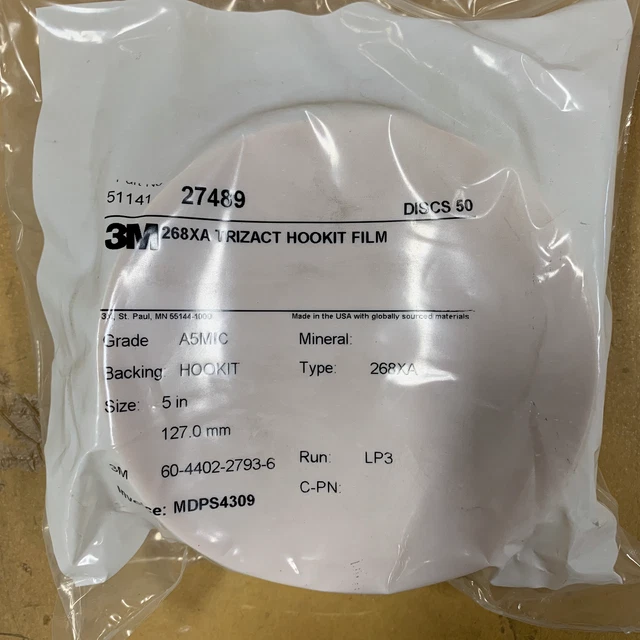 51141 27489 DISCS 50
3M 268XA TRIZACT HOOKIT FILM
St. Paul, MN 55144-1000 Made in the USA with globally sourced materials
Grade A5MIC Mineral:
Backing: HOOKIT Type: 268XA
Size: 5 in
127.0 mm
3M 60-4402-2793-6 Run: LP3
C-PN:
MDPS4309